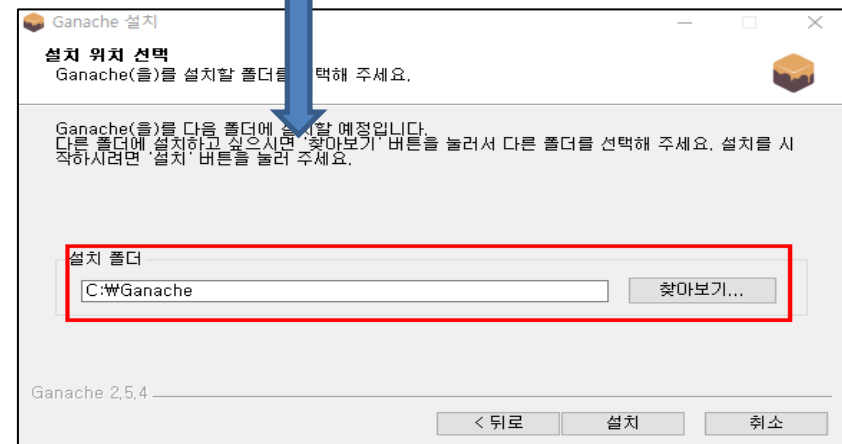 Ganache 설치
설치 위치 선택
Ganache(을)를 설치할 폴더를 택해 주세요.
Ganache(을)를 다음 폴더에 설치할 예정입니다.
다른 폴더에 설치하고 싶으시면 '찾아보기' 버튼을 눌러서 다른 폴더를 선택해 주세요. 설치를 시
작하시려면 '설치' 버튼을 눌러 주세요.
설치 폴더
C:₩Ganache
찾아보기...
Ganache 2.5.4
< 뒤로
설치
취소